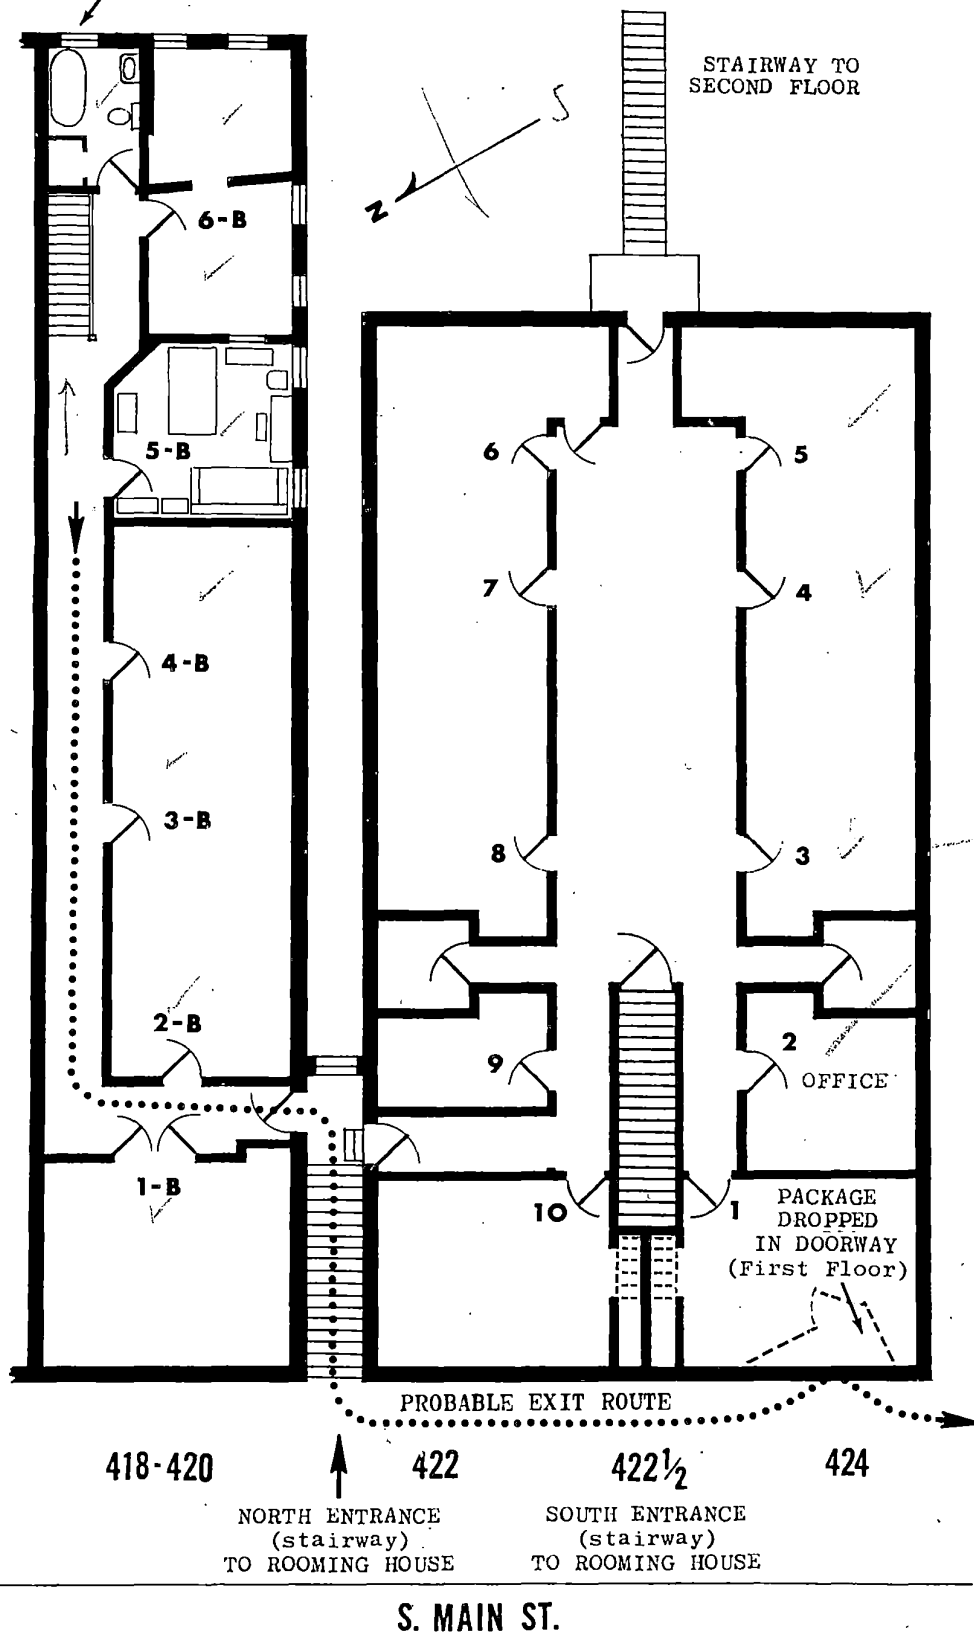 STAIRWAY TO
SECOND FLOOR
S
N
6-B
5-B
6
5
7
4
4-B
3-B
8
3
2-B
9
2
OFFICE
1-B
10
1
PACKAGE
DROPPED
IN DOORWAY
(First Floor)
PROBABLE EXIT ROUTE
418-420
422
422½
424
NORTH ENTRANCE
(stairway)
TO ROOMING HOUSE
SOUTH ENTRANCE
(stairway)
TO ROOMING HOUSE
S. MAIN ST.